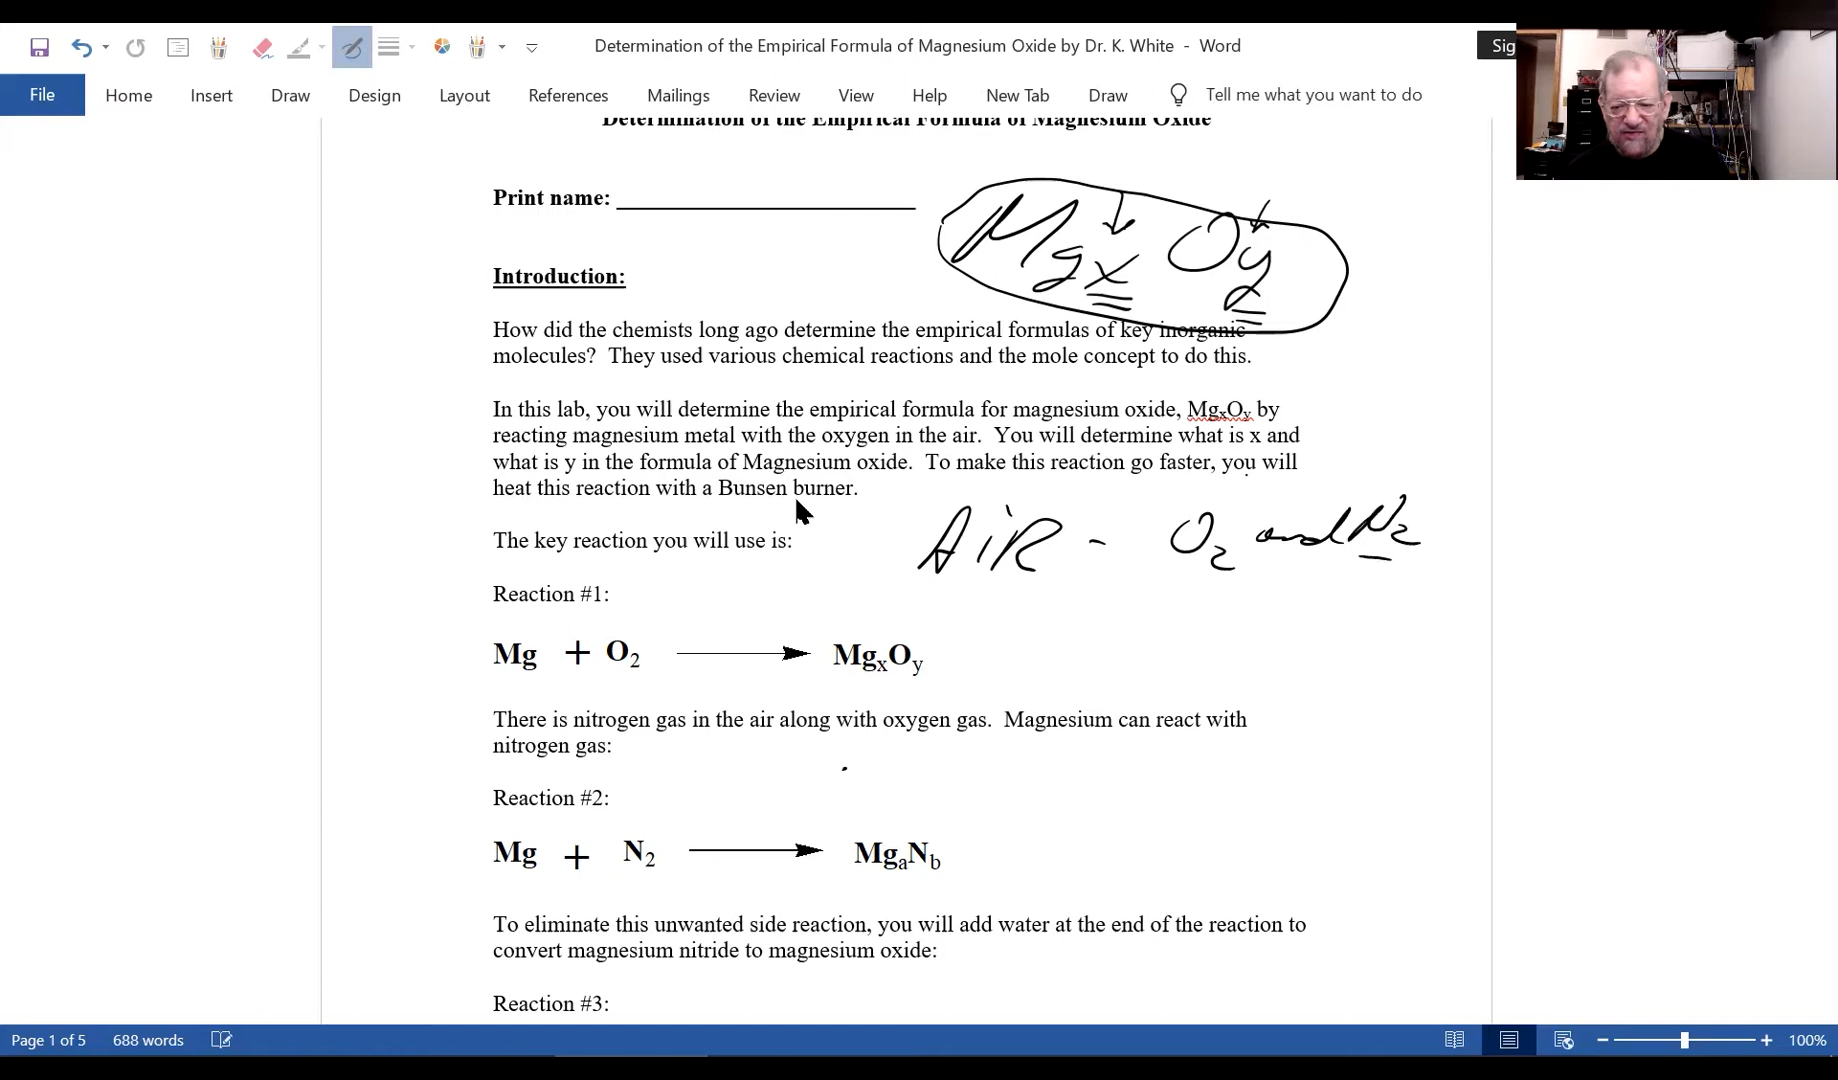 Determination of the Empirical Formula of Magnesium Oxide by Dr. K. White - Word
Sig
File Home Insert Draw Design Layout References Mailings Review View Help New Tab Draw Tell me what you want to do
Determination of the Empirical Formula of Magnesium Oxide
Print name:
MgxOy
Introduction:
How did the chemists long ago determine the empirical formulas of key inorganic
molecules? They used various chemical reactions and the mole concept to do this.
In this lab, you will determine the empirical formula for magnesium oxide, MgxOy by
reacting magnesium metal with the oxygen in the air. You will determine what is x and
what is y in the formula of Magnesium oxide. To make this reaction go faster, you will
heat this reaction with a Bunsen burner.
AiR - O2 and N2
The key reaction you will use is:
Reaction #1:
Mg + O2 → MgxOy
There is nitrogen gas in the air along with oxygen gas. Magnesium can react with
nitrogen gas:
Reaction #2:
Mg + N2 → MgaNb
To eliminate this unwanted side reaction, you will add water at the end of the reaction to
convert magnesium nitride to magnesium oxide:
Reaction #3:
Page 1 of 5 688 words 100%